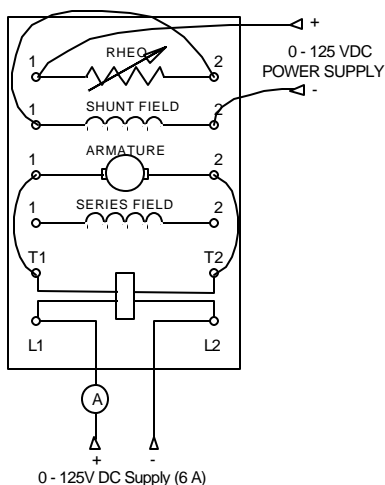 +
1 RHEO 2
0 - 125 VDC
POWER SUPPLY
-
SHUNT FIELD
1 2
ARMATURE
1 2
SERIES FIELD
1 2
T1 T2
L1 L2
A
+ -
0 - 125V DC Supply (6 A)